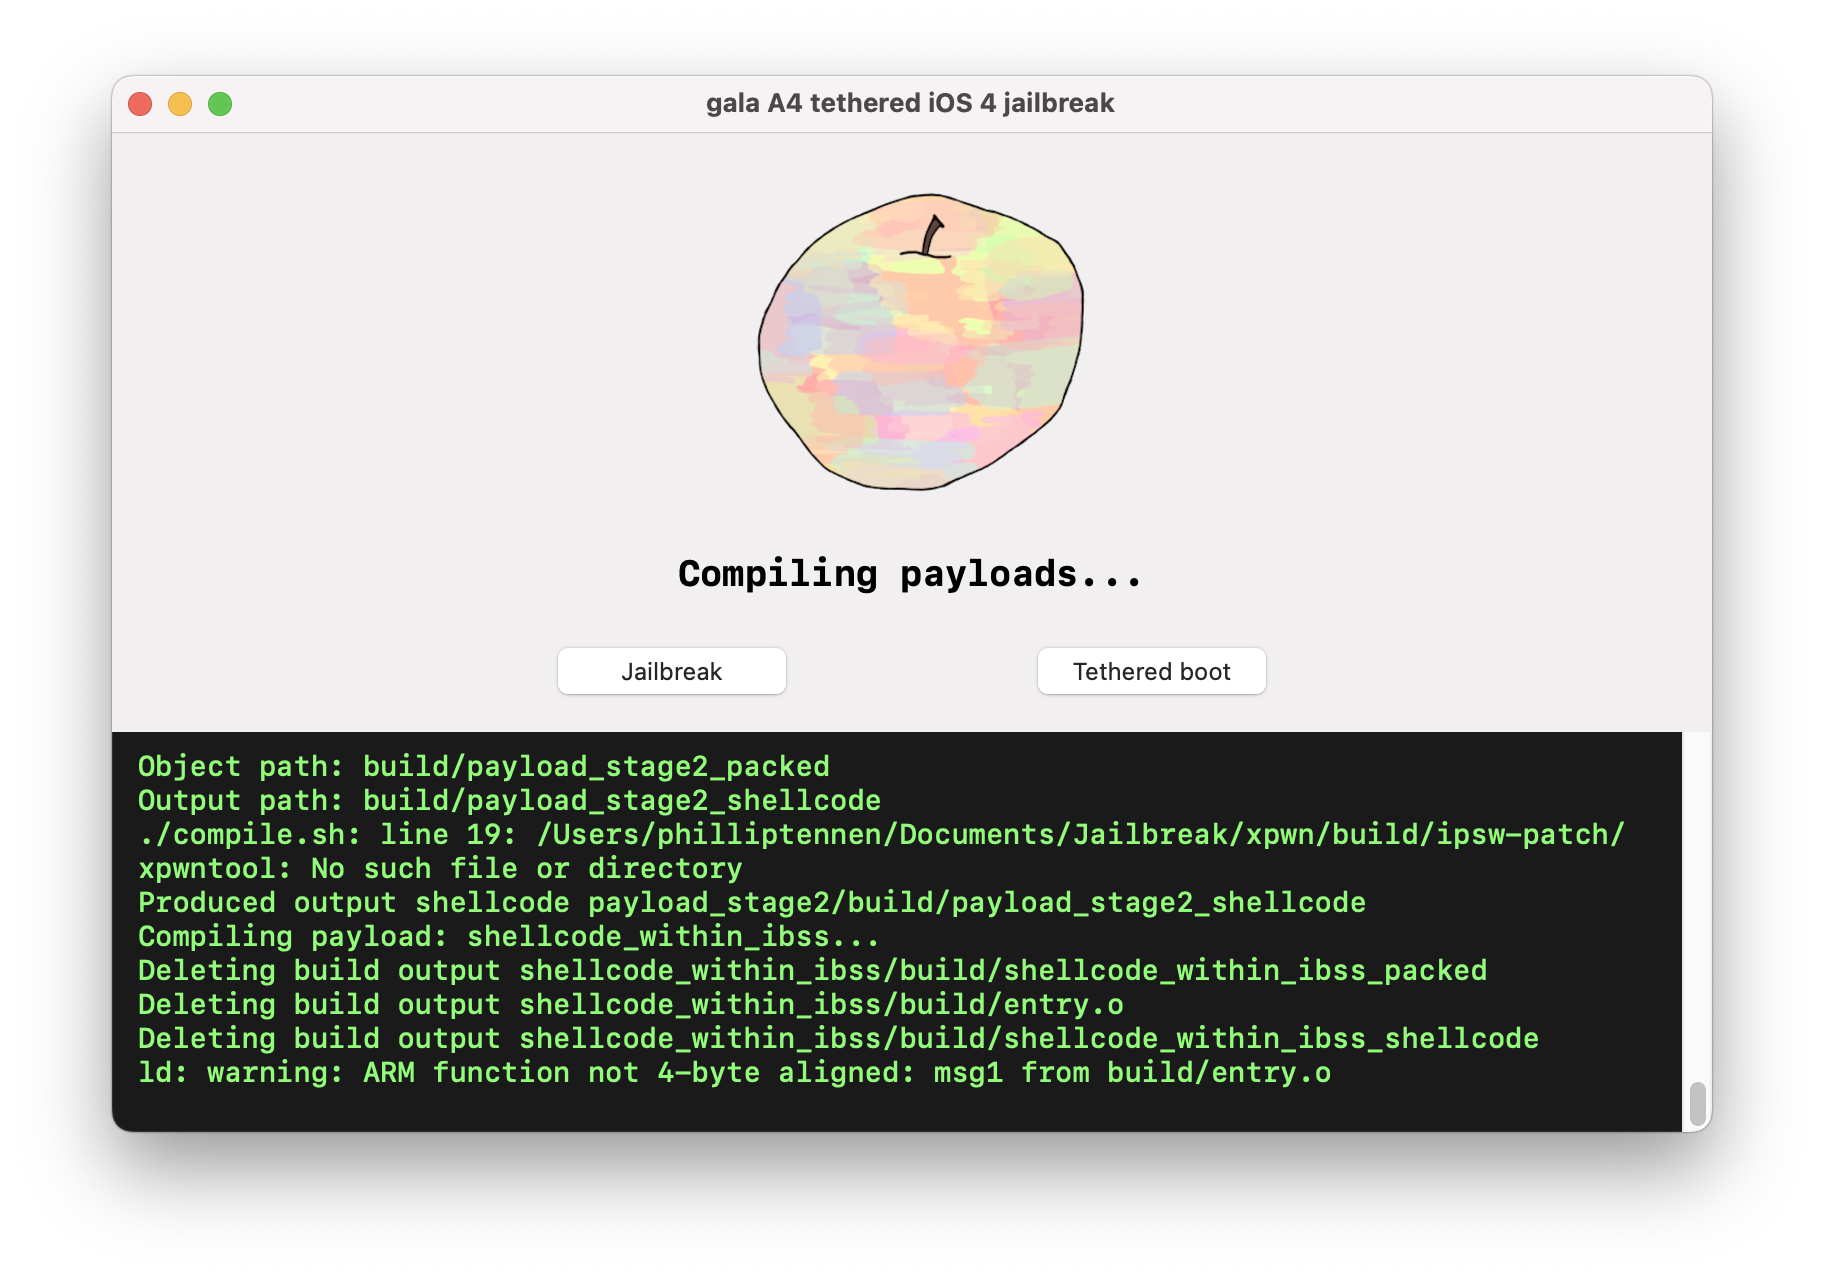 gala A4 tethered iOS 4 jailbreak
Compiling payloads...
Jailbreak
Tethered boot
Object path: build/payload_stage2_packed
Output path: build/payload_stage2_shellcode
./compile.sh: line 19: /Users/philliptennen/Documents/Jailbreak/xpwn/build/ipsw-patch/
xpwntool: No such file or directory
Produced output shellcode payload_stage2/build/payload_stage2_shellcode
Compiling payload: shellcode_within_ibss...
Deleting build output shellcode_within_ibss/build/shellcode_within_ibss_packed
Deleting build output shellcode_within_ibss/build/entry.o
Deleting build output shellcode_within_ibss/build/shellcode_within_ibss_shellcode
ld: warning: ARM function not 4-byte aligned: msg1 from build/entry.o